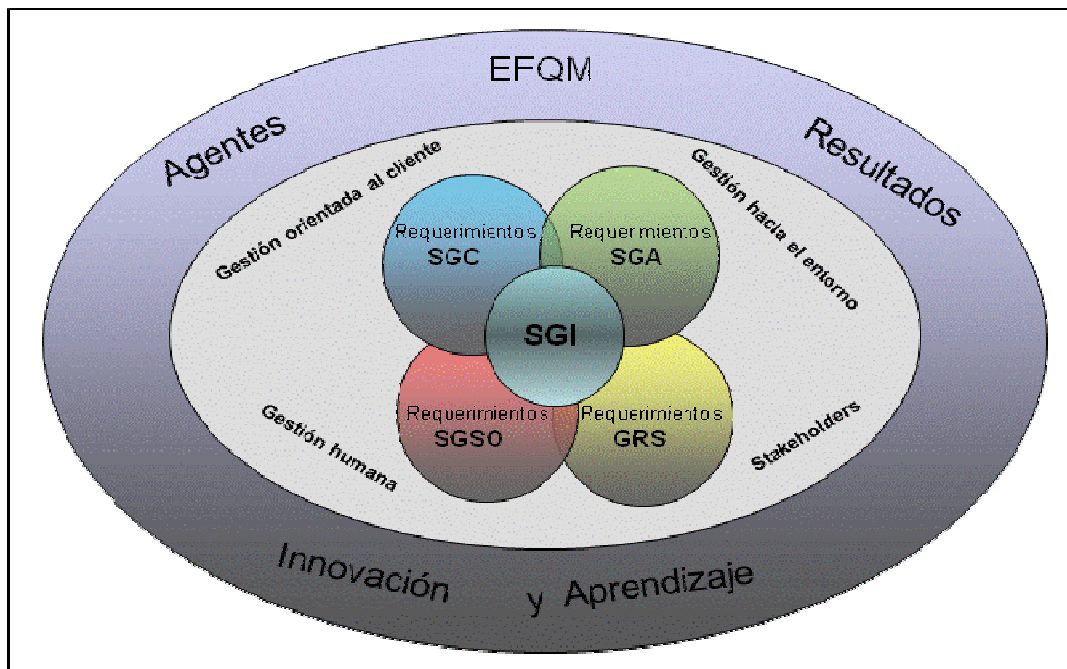 EFQM
Agentes
Resultados
Gestión orientada al cliente
Gestión hacia el entorno
Requerimientos
SGC
Requerimientos
SGA
SGI
Requerimientos
SGSO
Requerimientos
GRS
Gestión humana
Stakeholders
Innovación y Aprendizaje